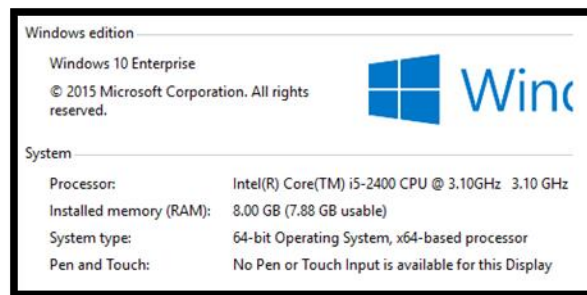 Windows edition
Windows 10 Enterprise
© 2015 Microsoft Corporation. All rights
reserved.
Wind
System
Processor: Intel(R) Core(TM) i5-2400 CPU @ 3.10GHz 3.10 GHz
Installed memory (RAM): 8.00 GB (7.88 GB usable)
System type: 64-bit Operating System, x64-based processor
Pen and Touch: No Pen or Touch Input is available for this Display